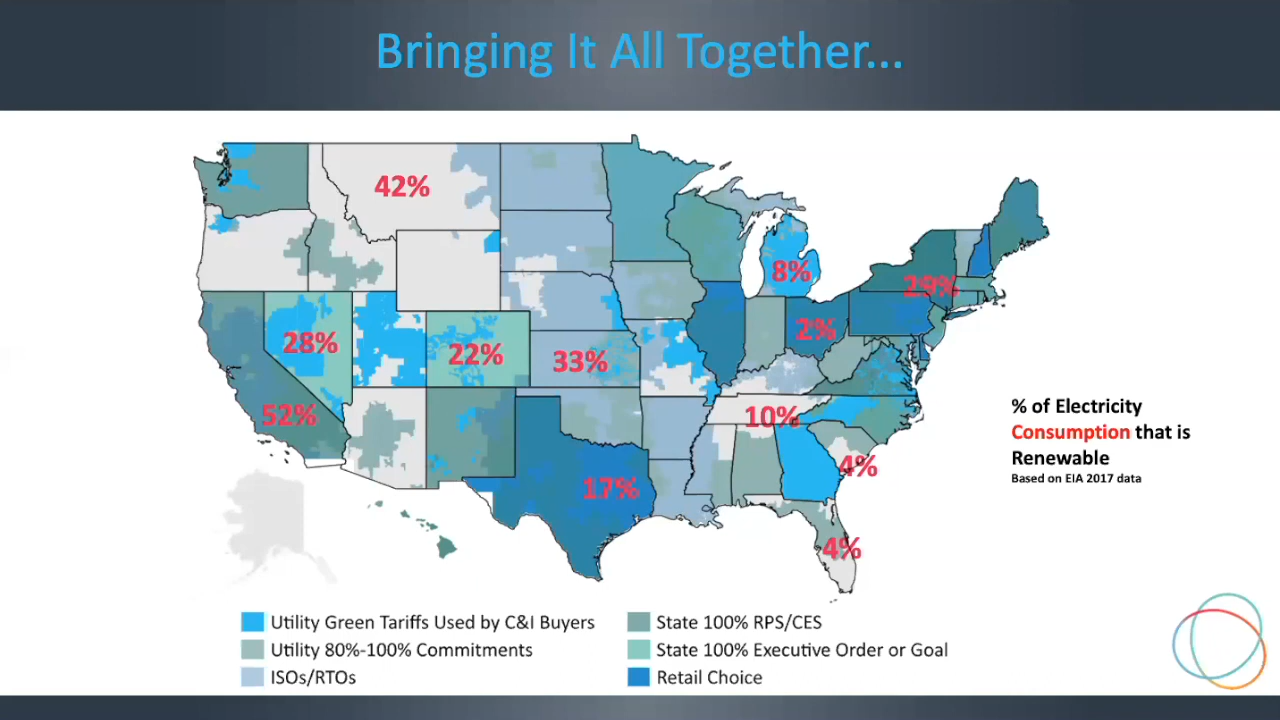 Bringing It All Together...
42%
8%
29%
2%
28%
22%
33%
52%
10%
4%
17%
4%
% of Electricity
Consumption that is
Renewable
Based on EIA 2017 data
Utility Green Tariffs Used by C&I Buyers
State 100% RPS/CES
Utility 80%-100% Commitments
State 100% Executive Order or Goal
ISOs/RTOs
Retail Choice